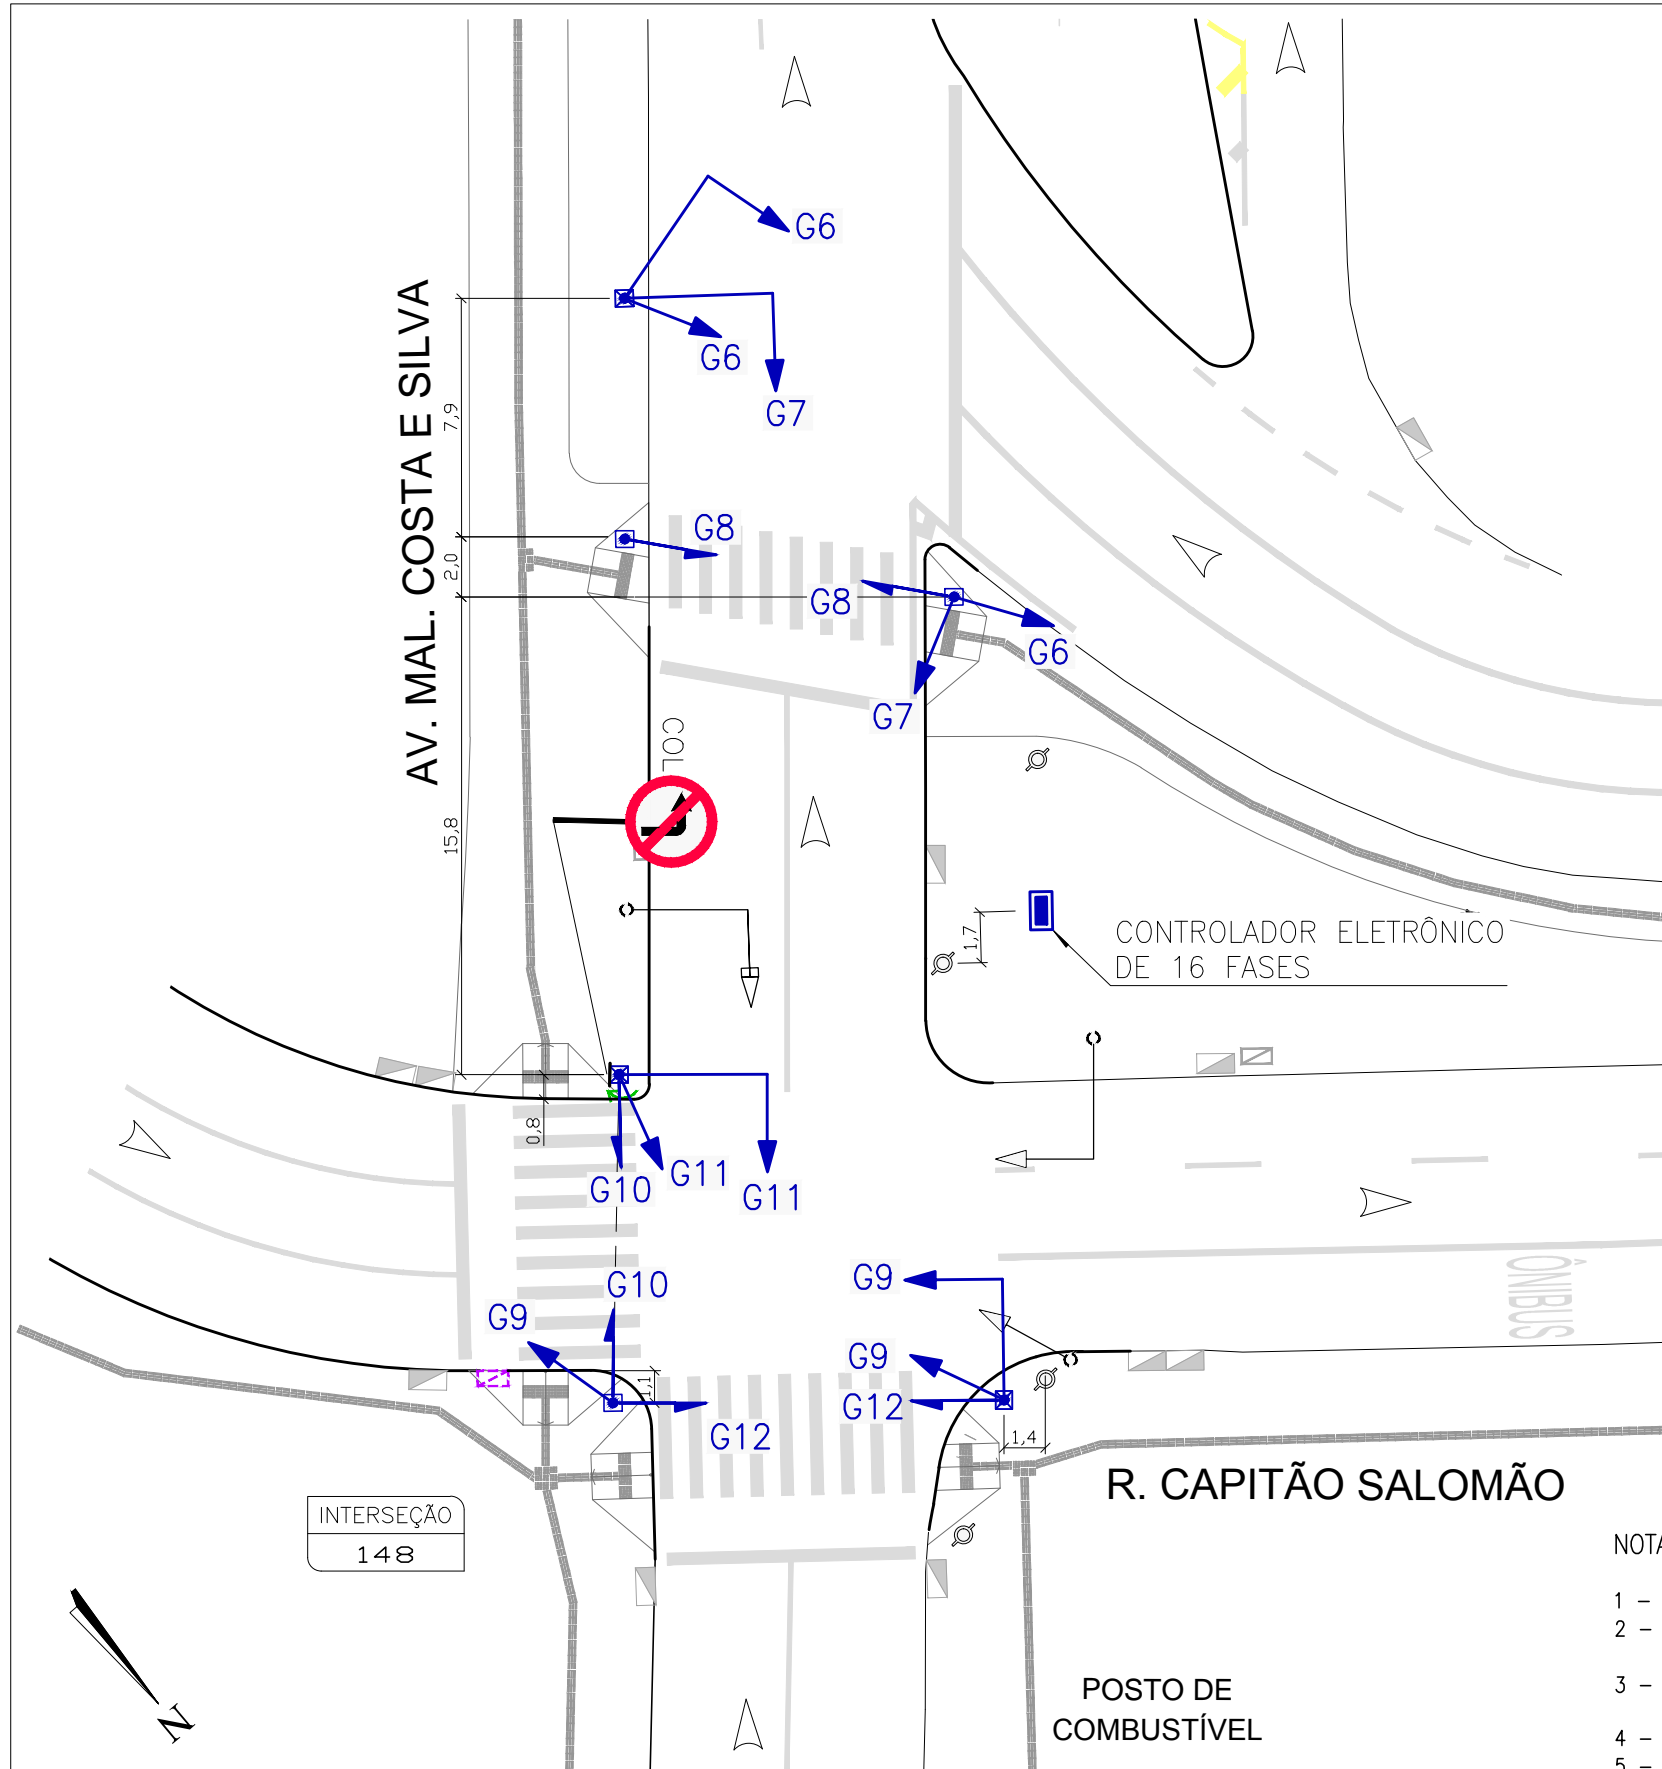 G6
G6
G7
AV. MAL. COSTA E SILVA
7,9
G8
2,0
G8
G6
G7
COL
15,8
1,7
CONTROLADOR ELETRÔNICO
DE 16 FASES
0,8
G10
G11
G11
G10
G9
G9
ÔNIBUS
G9
G12
1,1
G12
1,4
R. CAPITÃO SALOMÃO
INTERSEÇÃO
148
N
POSTO DE
COMBUSTÍVEL
NOTA
1 –
2 –
3 –
4 –
5 –